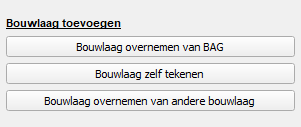 Bouwlaag toevoegen
Bouwlaag overnemen van BAG
Bouwlaag zelf tekenen
Bouwlaag overnemen van andere bouwlaag